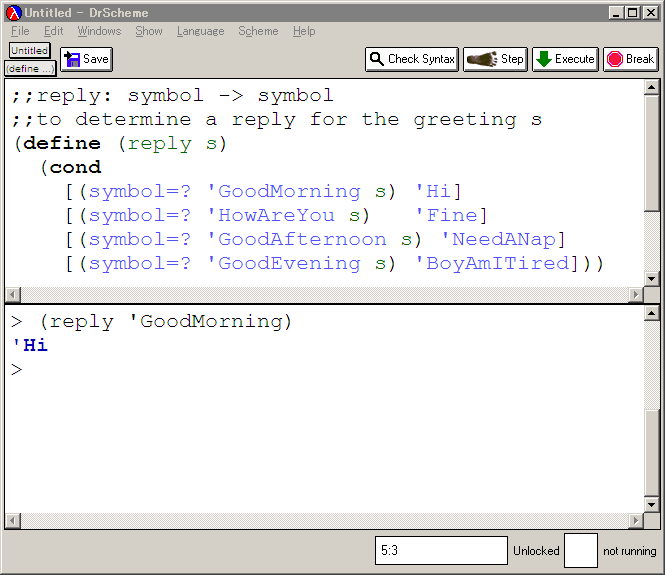 Untitled - DrScheme
File Edit Windows Show Language Scheme Help
Untitled
(define ...)
Save
Check Syntax
Step
Execute
Break
;;reply: symbol -> symbol
;;to determine a reply for the greeting s
(define (reply s)
  (cond
    [(symbol=? 'GoodMorning s) 'Hi]
    [(symbol=? 'HowAreYou s)   'Fine]
    [(symbol=? 'GoodAfternoon s) 'NeedANap]
    [(symbol=? 'GoodEvening s) 'BoyAmITired]))
> (reply 'GoodMorning)
'Hi
>
5:3
Unlocked
not running